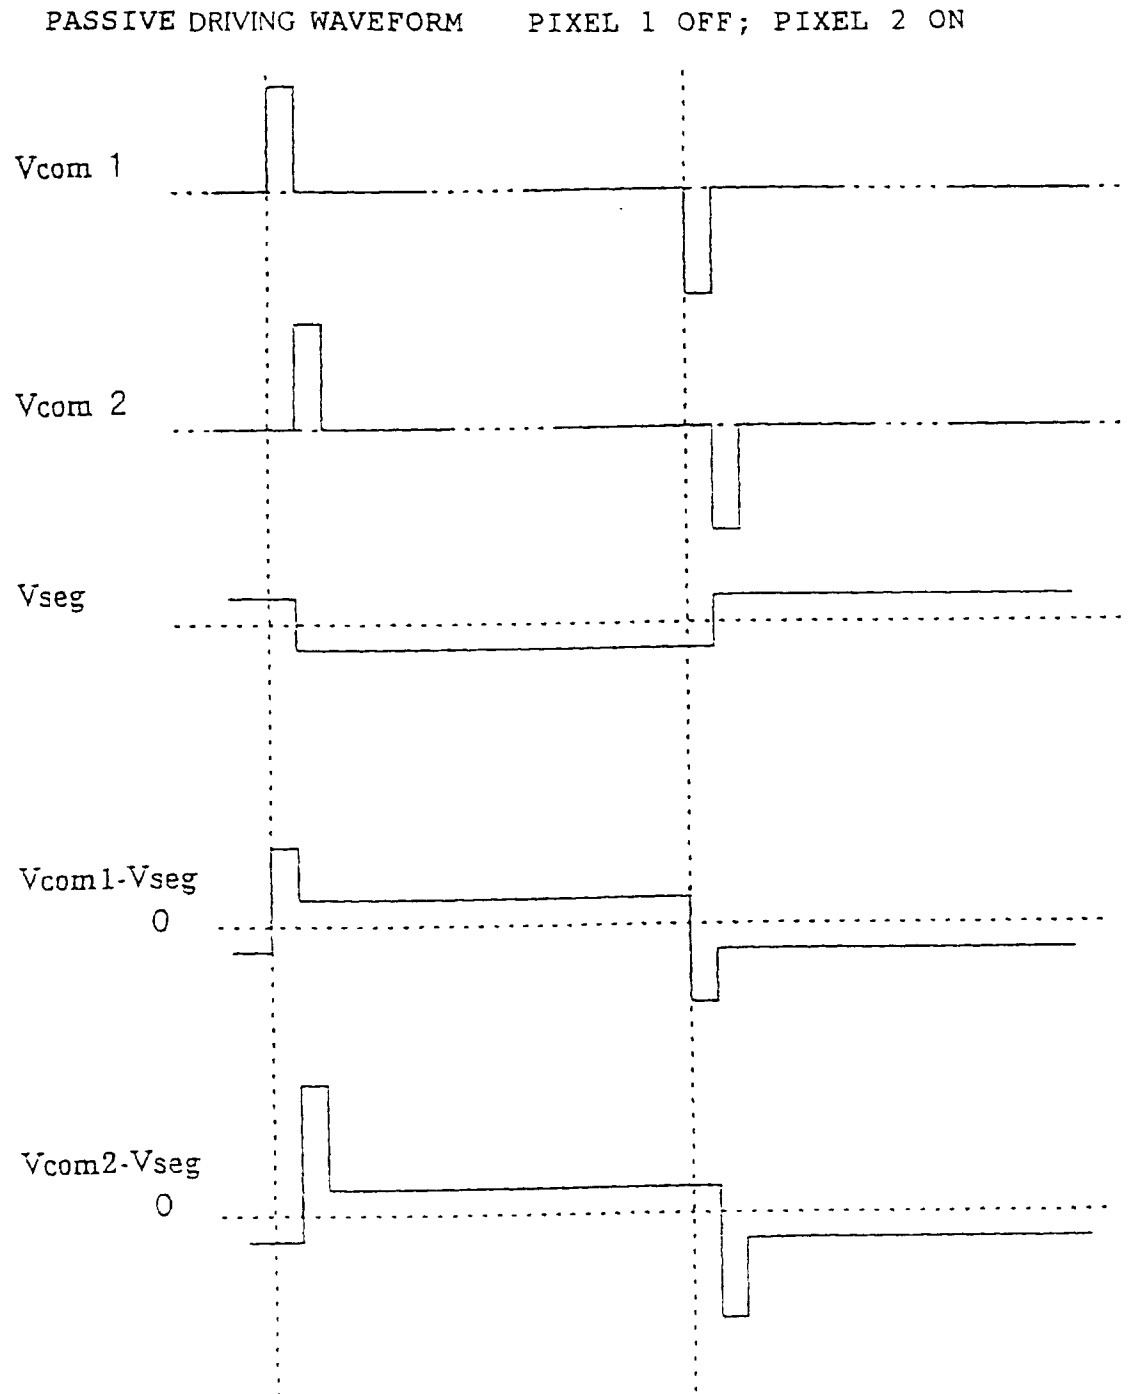 PASSIVE DRIVING WAVEFORM PIXEL 1 OFF; PIXEL 2 ON
Vcom 1
Vcom 2
Vseg
Vcom1-Vseg
0
Vcom2-Vseg
0